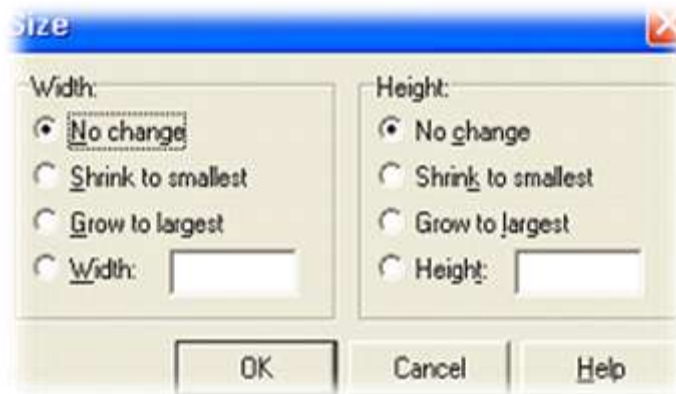 Size
Width:
No change
Shrink to smallest
Grow to largest
Width:
Height:
No change
Shrink to smallest
Grow to largest
Height:
OK Cancel Help